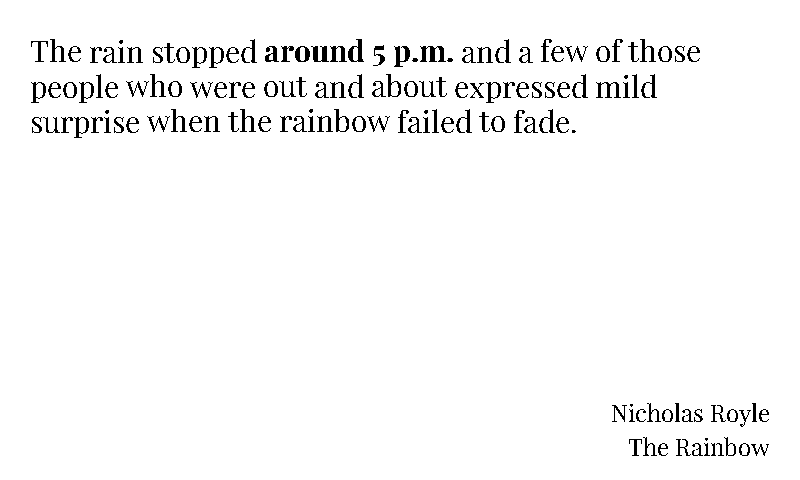 The rain stopped around 5 p.m. and a few of those
people who were out and about expressed mild
surprise when the rainbow failed to fade.
Nicholas Royle
The Rainbow